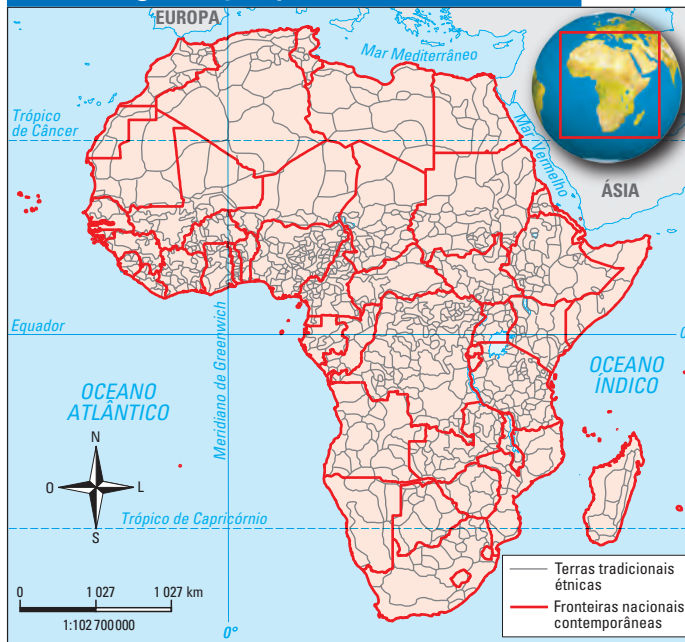 EUROPA
Mar Mediterrâneo
Trópico
de Câncer
Mar Vermelho
ÁSIA
Meridiano de Greenwich
Equador
0
OCEANO
ATLÂNTICO
OCEANO
ÍNDICO
N
O
L
S
Trópico de Capricórnio
0 1 027 1 027 km
1:102 700 000
0°
Terras tradicionais
étnicas
Fronteiras nacionais
contemporâneas